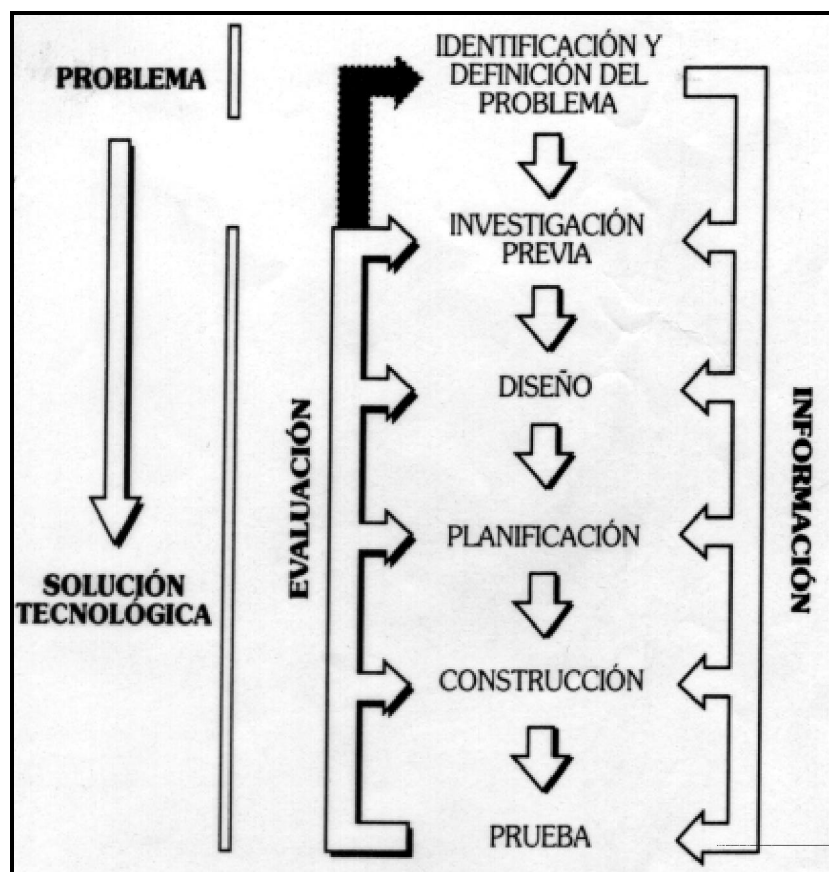 PROBLEMA
SOLUCIÓN
TECNOLÓGICA
EVALUACIÓN
IDENTIFICACIÓN Y
DEFINICIÓN DEL
PROBLEMA
INVESTIGACIÓN
PREVIA
DISEÑO
PLANIFICACIÓN
CONSTRUCCIÓN
PRUEBA
INFORMACIÓN